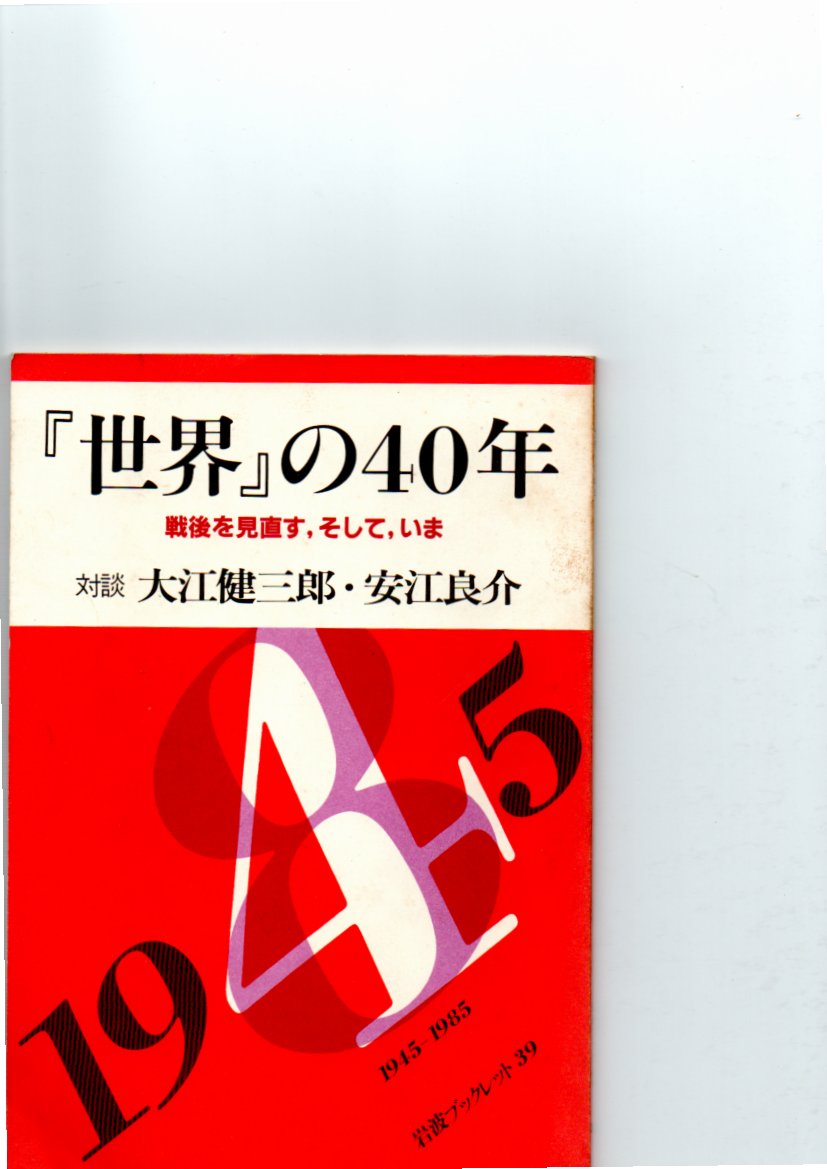 『世界』の40年
戦後を見直す,そして,いま
対談 大江健三郎・安江良介
1945
8
1945–1985
岩波ブックレット39